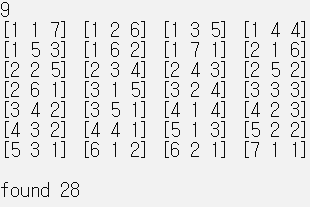 9
[1 1 7] [1 2 6] [1 3 5] [1 4 4]
[1 5 3] [1 6 2] [1 7 1] [2 1 6]
[2 2 5] [2 3 4] [2 4 3] [2 5 2]
[2 6 1] [3 1 5] [3 2 4] [3 3 3]
[3 4 2] [3 5 1] [4 1 4] [4 2 3]
[4 3 2] [4 4 1] [5 1 3] [5 2 2]
[5 3 1] [6 1 2] [6 2 1] [7 1 1]
found 28